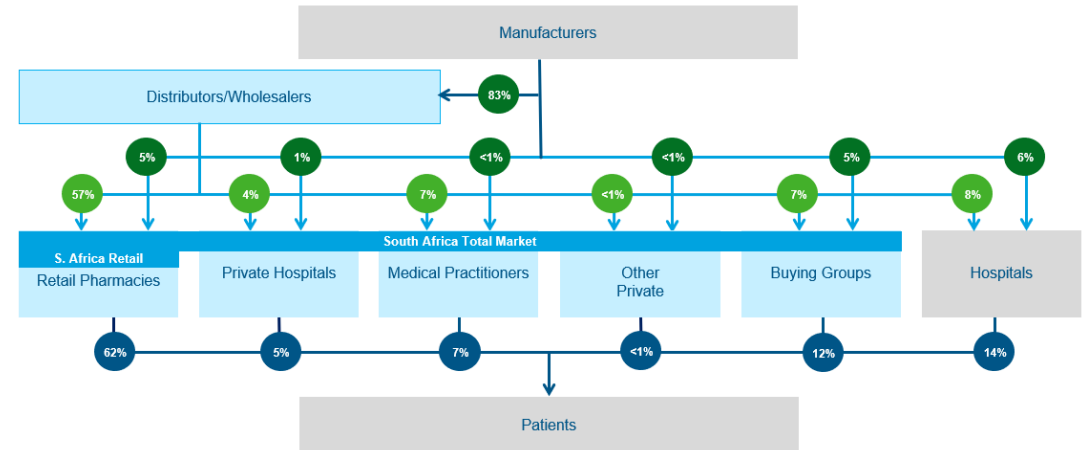 Manufacturers
Distributors/Wholesalers
83%
5%
1%
<1%
<1%
5%
6%
57%
4%
7%
<1%
7%
8%
South Africa Total Market
S. Africa Retail
Retail Pharmacies
Private Hospitals
Medical Practitioners
Other
Private
Buying Groups
Hospitals
62%
5%
7%
<1%
12%
14%
Patients